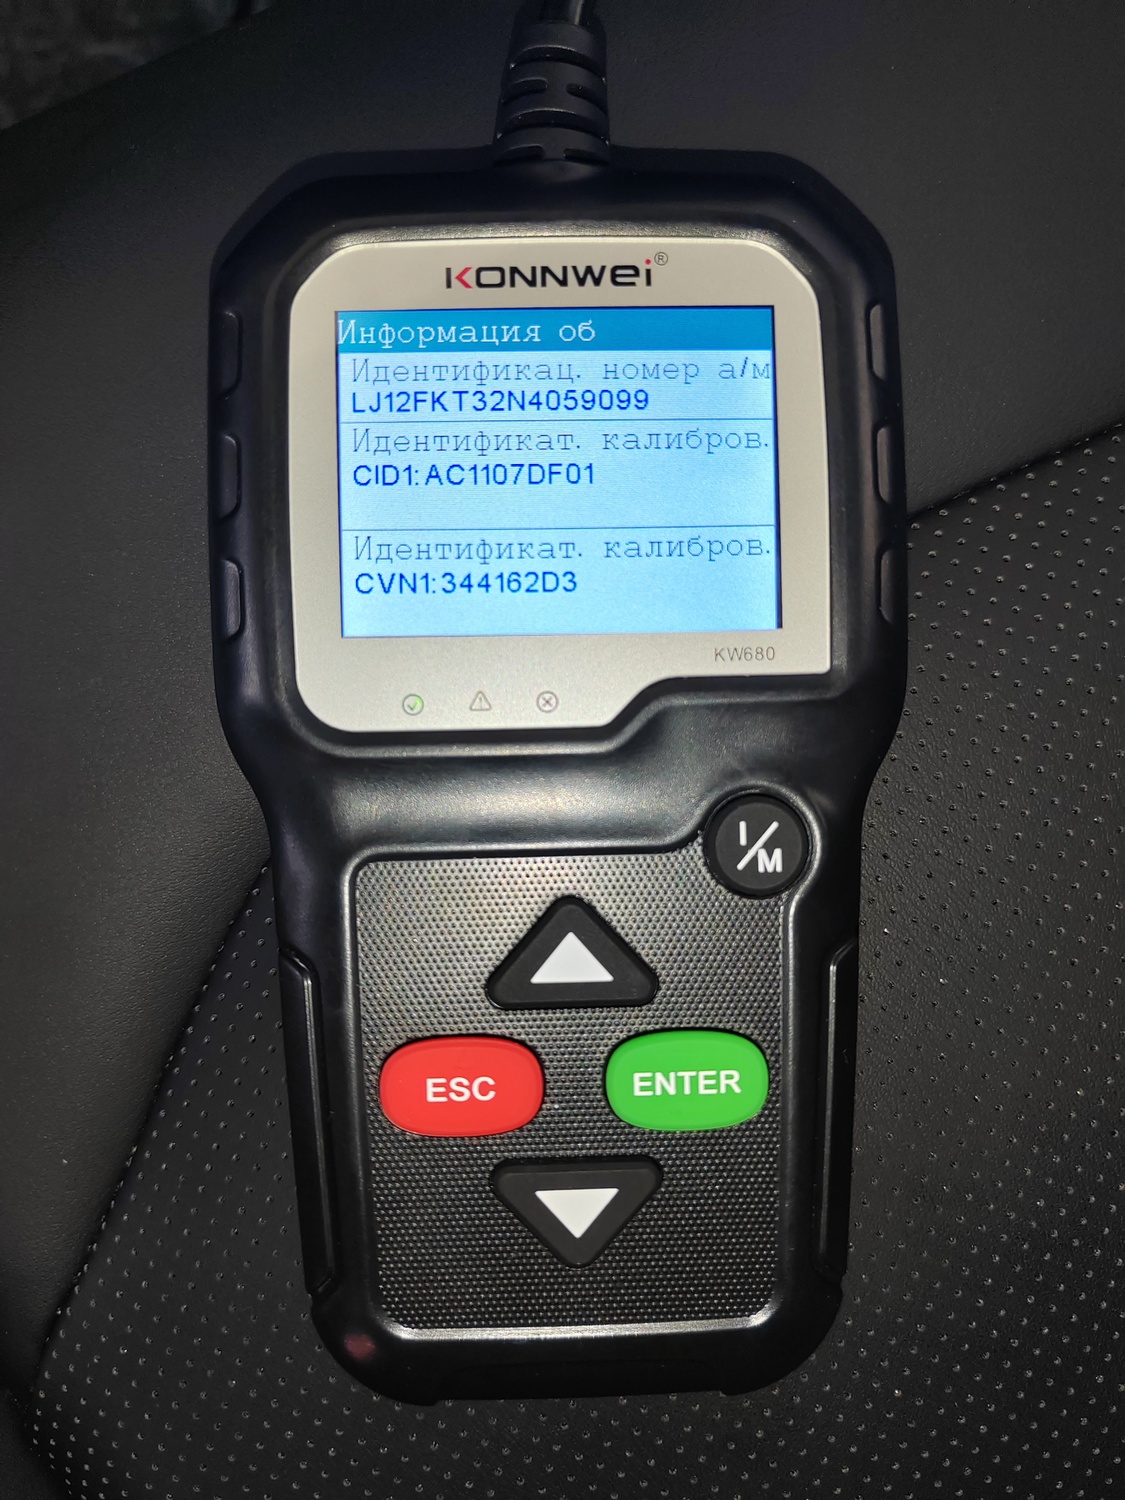 KONNWEI®
Информация об
Идентификац. номер а/м
LJ12FKT32N4059099
Идентификат. калибров.
CID1:AC1107DF01
Идентификат. калибров.
CVN1:344162D3
KW680
I/M
ESC
ENTER